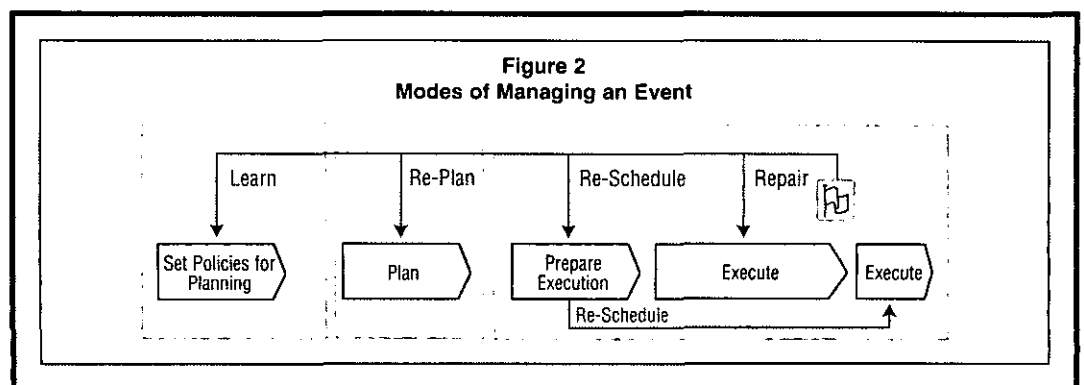 Figure 2
Modes of Managing an Event
Learn
Re-Plan
Re-Schedule
Repair
Set Policies for
Planning
Plan
Prepare
Execution
Execute
Execute
Re-Schedule